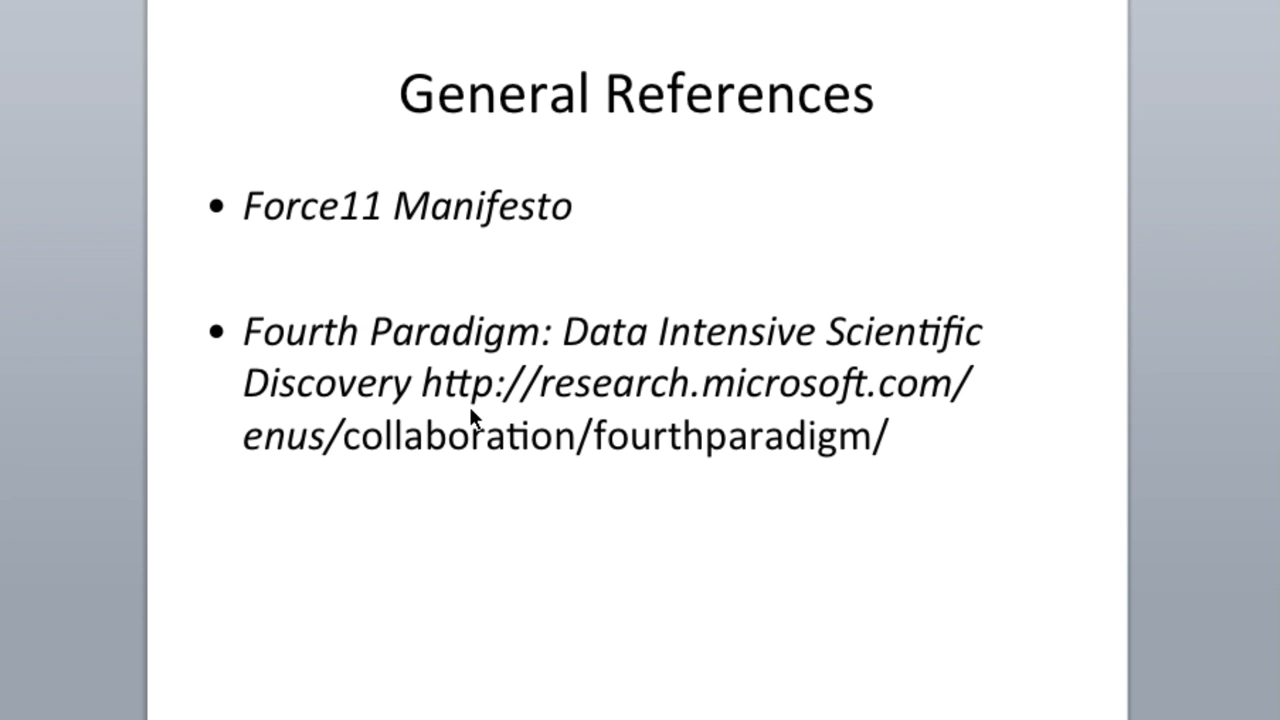 General References
• Force11 Manifesto
• Fourth Paradigm: Data Intensive Scientific
Discovery http://research.microsoft.com/
enus/collaboration/fourthparadigm/